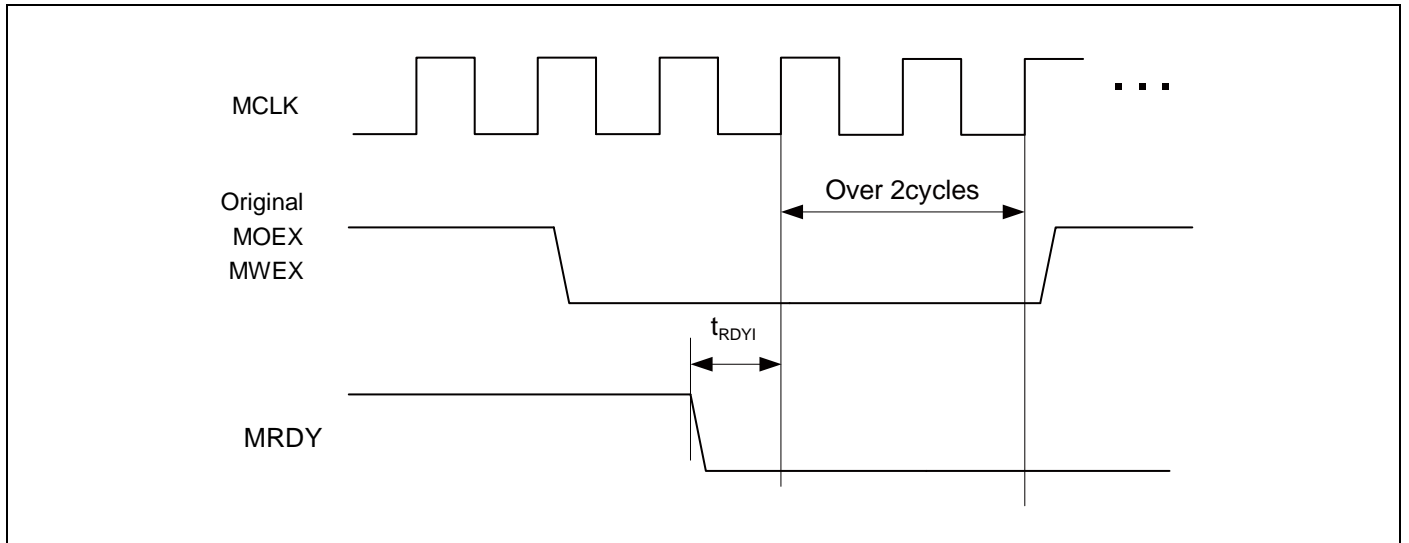 MCLK
Over 2cycles
Original
MOEX
MWEX
tRDYI
MRDY